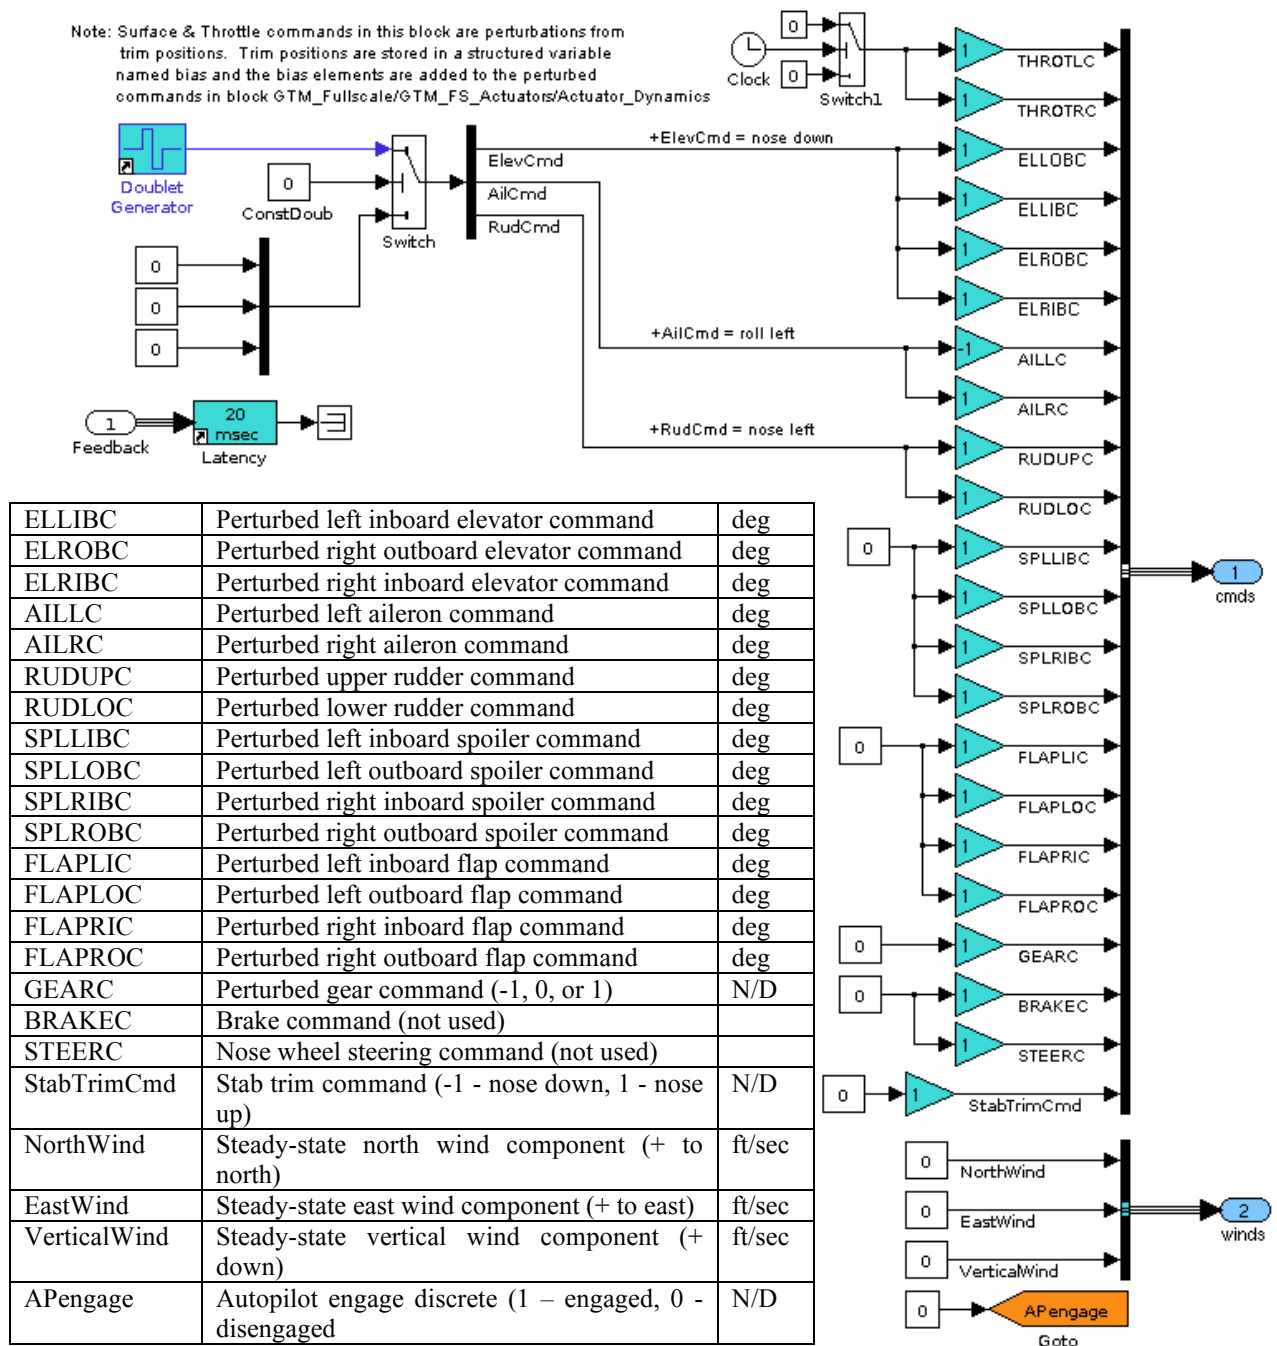 Note: Surface & Throttle commands in this block are perturbations from
trim positions. Trim positions are stored in a structured variable
named bias and the bias elements are added to the perturbed
commands in block GTM_Fullscale/GTM_FS_Actuators/Actuator_Dynamics
Doublet
Generator
0
ConstDoub
Switch
0
0
0
1
Feedback
20
msec
Latency
ElevCmd
AilCmd
RudCmd
+ElevCmd = nose down
+AilCmd = roll left
+RudCmd = nose left
0
Clock
0
Switch1
1
THROTLC
1
THROTRC
1
ELLOBC
1
ELLIBC
1
ELROBC
1
ELRIBC
-1
AILLC
1
AILRC
1
RUDUPC
1
RUDLOC
0
1
SPLLIBC
1
SPLLOBC
1
SPLRIBC
1
SPLROBC
0
1
FLAPLIC
1
FLAPLOC
1
FLAPRIC
1
FLAPROC
0
1
GEARC
0
1
BRAKEC
1
STEERC
0
1
StabTrimCmd
1
cmds
0
NorthWind
0
EastWind
0
VerticalWind
2
winds
0
APengage
Goto
ELLIBC Perturbed left inboard elevator command deg
ELROBC Perturbed right outboard elevator command deg
ELRIBC Perturbed right inboard elevator command deg
AILLC Perturbed left aileron command deg
AILRC Perturbed right aileron command deg
RUDUPC Perturbed upper rudder command deg
RUDLOC Perturbed lower rudder command deg
SPLLIBC Perturbed left inboard spoiler command deg
SPLLOBC Perturbed left outboard spoiler command deg
SPLRIBC Perturbed right inboard spoiler command deg
SPLROBC Perturbed right outboard spoiler command deg
FLAPLIC Perturbed left inboard flap command deg
FLAPLOC Perturbed left outboard flap command deg
FLAPRIC Perturbed right inboard flap command deg
FLAPROC Perturbed right outboard flap command deg
GEARC Perturbed gear command (-1, 0, or 1) N/D
BRAKEC Brake command (not used)
STEERC Nose wheel steering command (not used)
StabTrimCmd Stab trim command (-1 - nose down, 1 - nose N/D
up)
NorthWind Steady-state north wind component (+ to ft/sec
north)
EastWind Steady-state east wind component (+ to east) ft/sec
VerticalWind Steady-state vertical wind component (+ ft/sec
down)
APengage Autopilot engage discrete (1 – engaged, 0 - N/D
disengaged